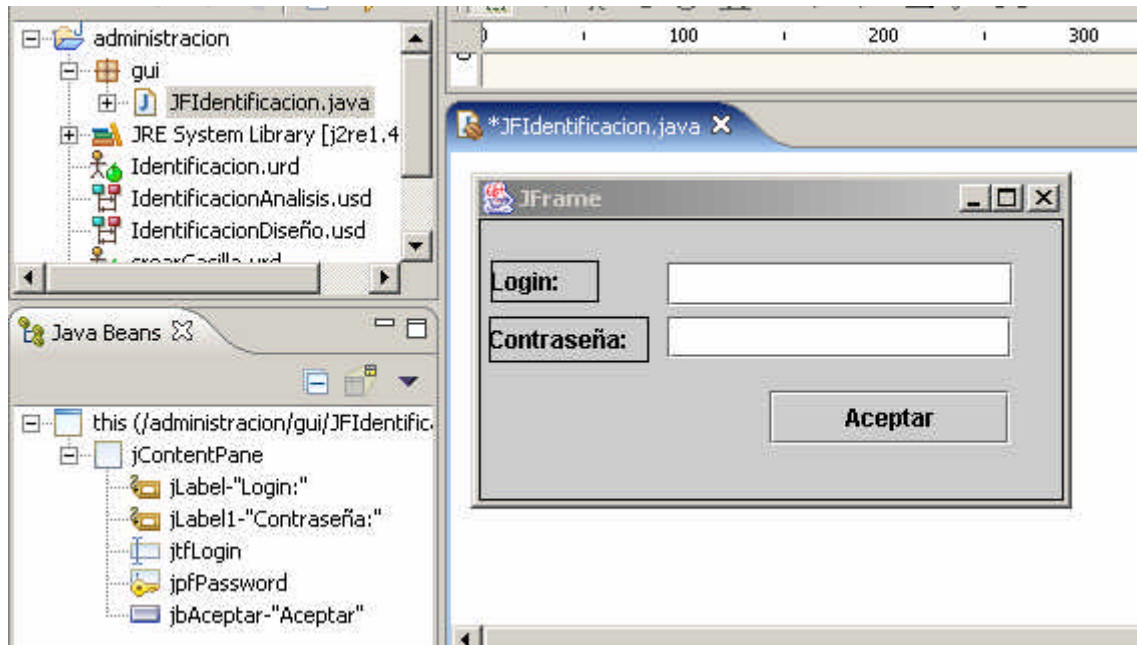 administracion
gui
JFIdentificacion.java
JRE System Library [j2re1.4
Identificacion.urd
IdentificacionAnalisis.usd
IdentificacionDiseño.usd
Java Beans
this (/administracion/gui/JFIdentific
jContentPane
jLabel-"Login:"
jLabel1-"Contraseña:"
jtfLogin
jpfPassword
jbAceptar-"Aceptar"
100 200 300
*JFIdentificacion.java
JFrame
Login:
Contraseña:
Aceptar